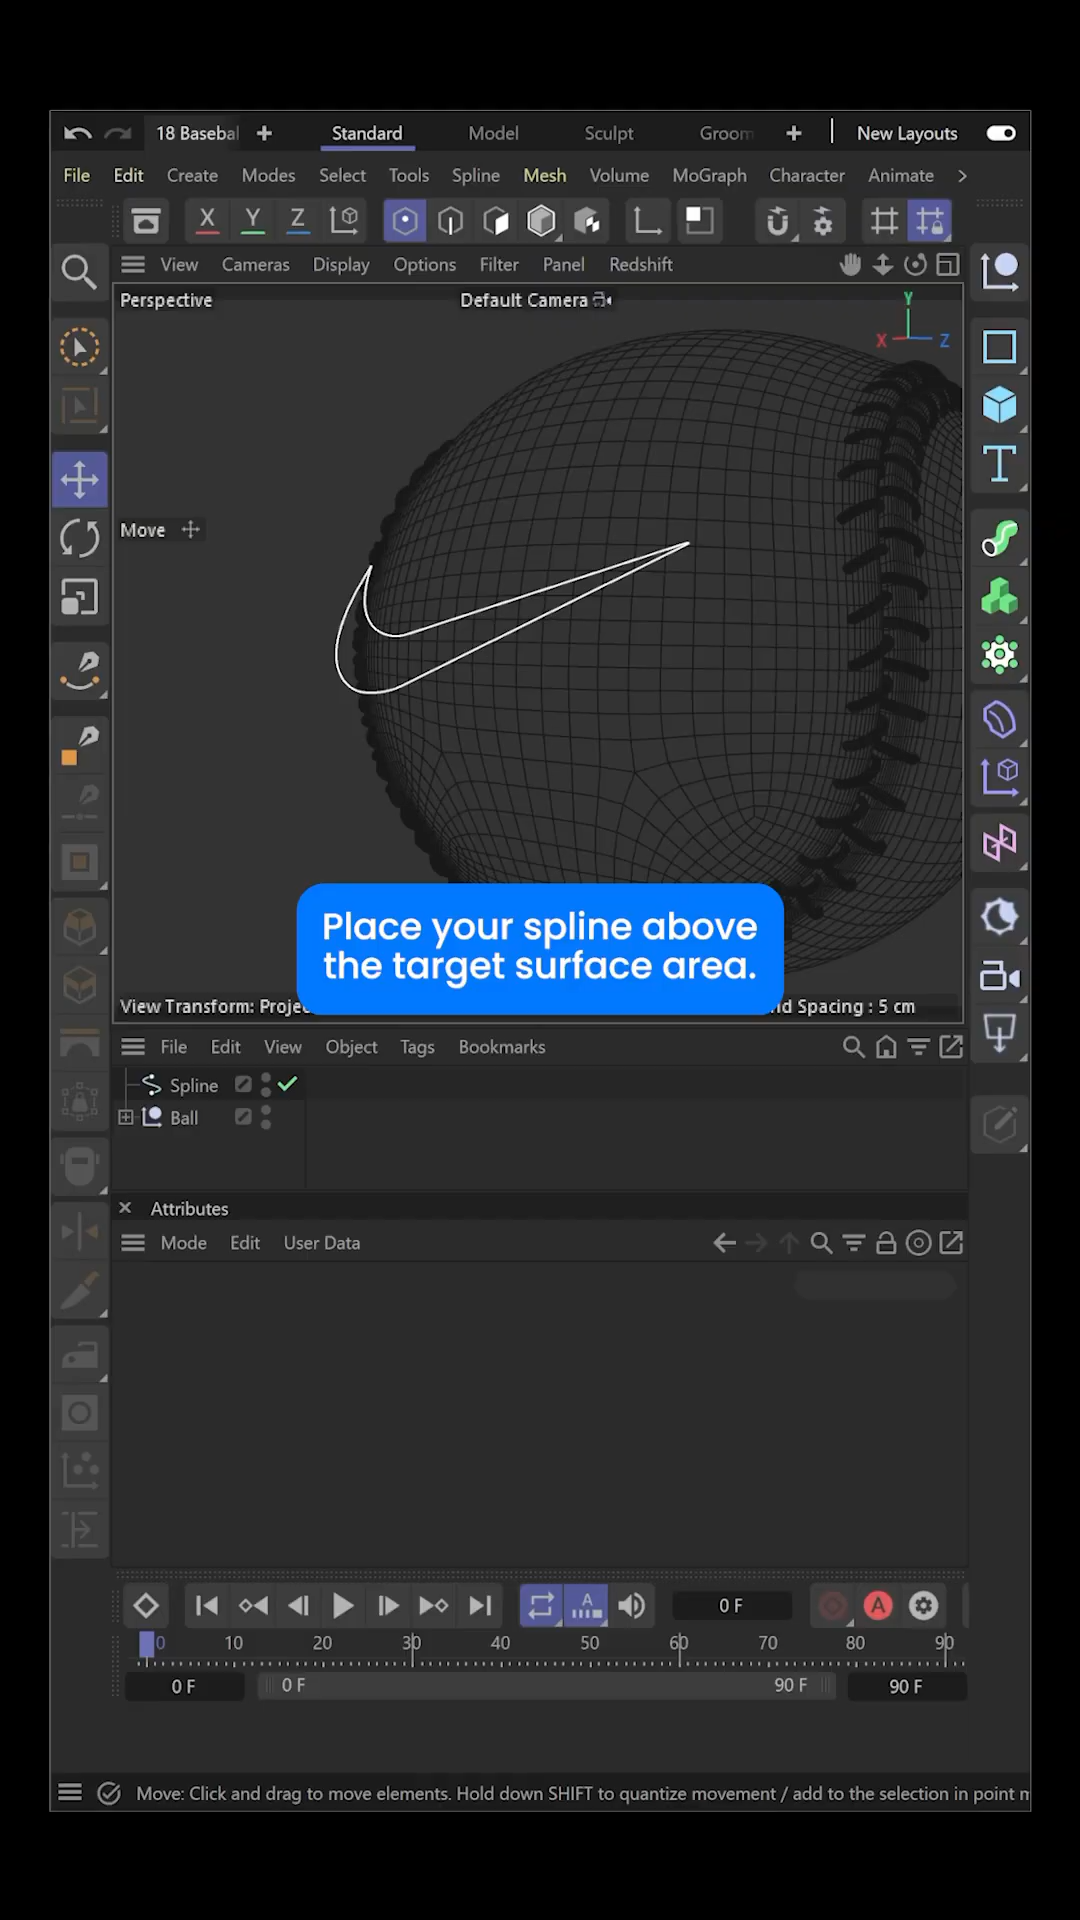 18 Baseba
Standard
Model
Sculpt
Groom
New Layouts
File Edit Create Modes Select Tools Spline Mesh Volume MoGraph Character Animate
X Y Z
View Cameras Display Options Filter Panel Redshift
Perspective
Default Camera
Y
X Z
Move
Place your spline above
the target surface area.
View Transform: Proje
d Spacing : 5 cm
File Edit View Object Tags Bookmarks
Spline
Ball
Attributes
Mode Edit User Data
A
0 F
A
0 10 20 30 40 50 60 70 80 90
0 F
0 F
90 F
90 F
Move: Click and drag to move elements. Hold down SHIFT to quantize movement / add to the selection in point m